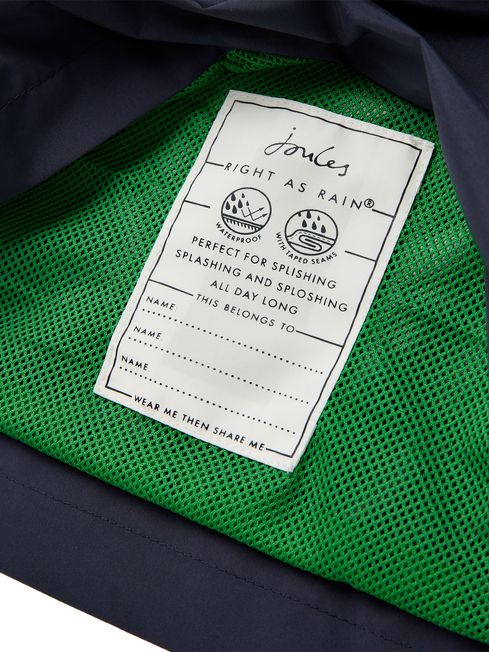 Joules
RIGHT AS RAIN®
WATERPROOF
WITH TAPED SEAMS
PERFECT FOR SPLISHING
SPLASHING AND SPLOSHING
ALL DAY LONG
THIS BELONGS TO
NAME
NAME
NAME
WEAR ME THEN SHARE ME